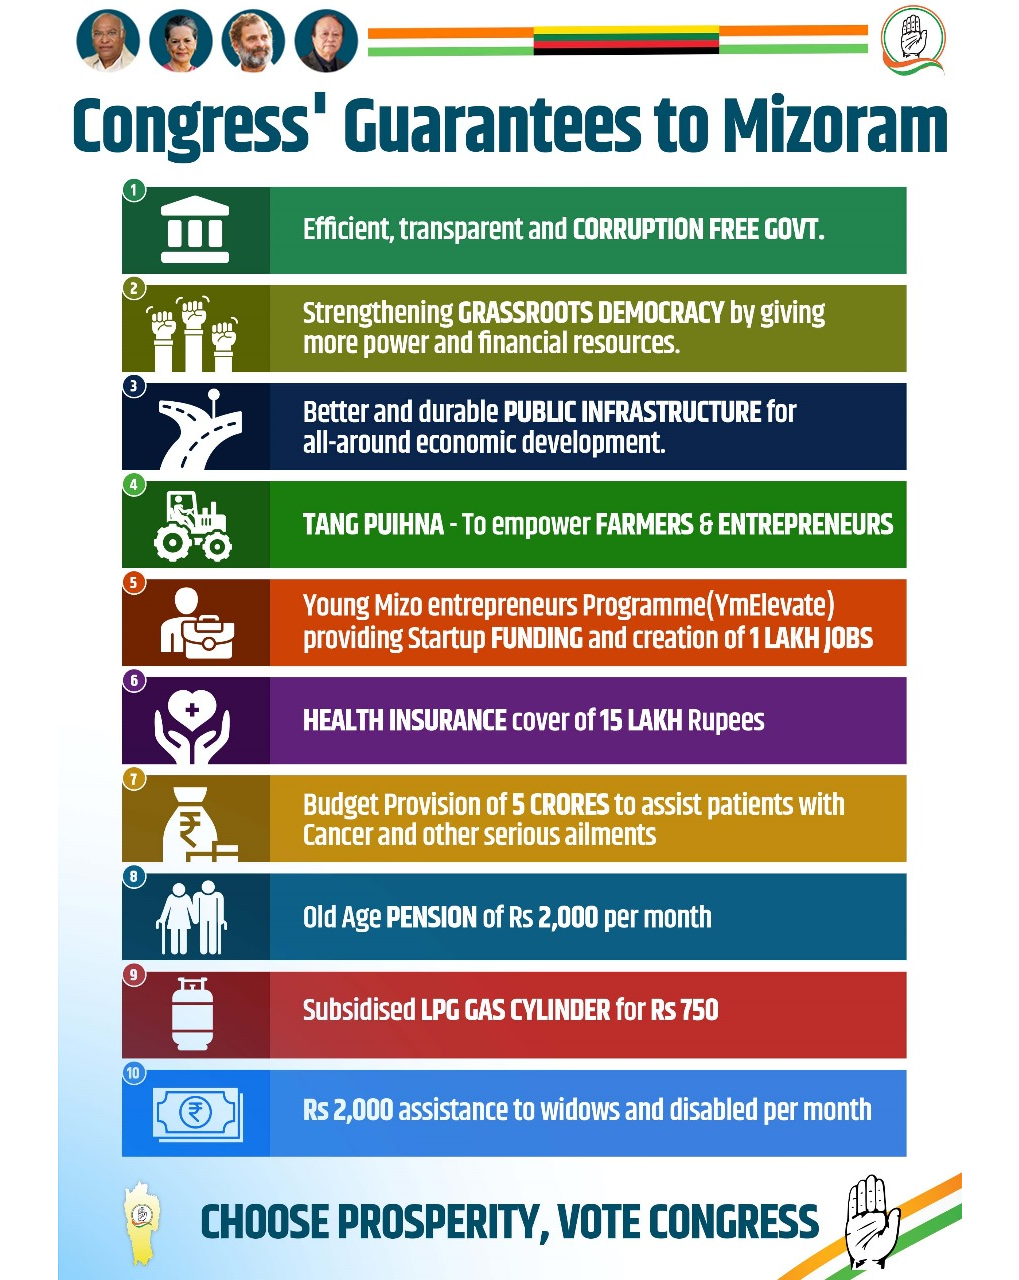 Congress' Guarantees to Mizoram
1
Efficient, transparent and CORRUPTION FREE GOVT.
2
Strengthening GRASSROOTS DEMOCRACY by giving
more power and financial resources.
3
Better and durable PUBLIC INFRASTRUCTURE for
all-around economic development.
4
TANG PUIHNA - To empower FARMERS & ENTREPRENEURS
5
Young Mizo entrepreneurs Programme(YmElevate)
providing Startup FUNDING and creation of 1 LAKH JOBS
6
HEALTH INSURANCE cover of 15 LAKH Rupees
7
₹
Budget Provision of 5 CRORES to assist patients with
Cancer and other serious ailments
8
Old Age PENSION of Rs 2,000 per month
9
Subsidised LPG GAS CYLINDER for Rs 750
10
₹
Rs 2,000 assistance to widows and disabled per month
CHOOSE PROSPERITY, VOTE CONGRESS